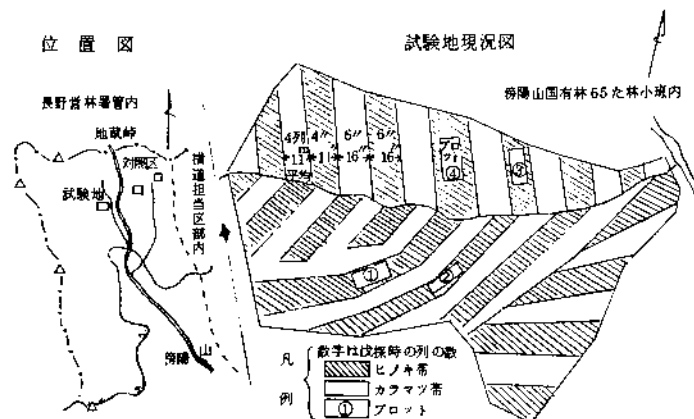 位置図
試験地現況図
長野営林署管内
地蔵峠
対照区
試験地
横道担当区部内
傍陽山
傍陽山国有林65た林小班内
4列 4〃 6〃 6〃
11 11 16 16
平均
プロット
④
③
①
②
凡例
数字は伐採時の列の数
ヒノキ帯
カラマツ帯
① プロット